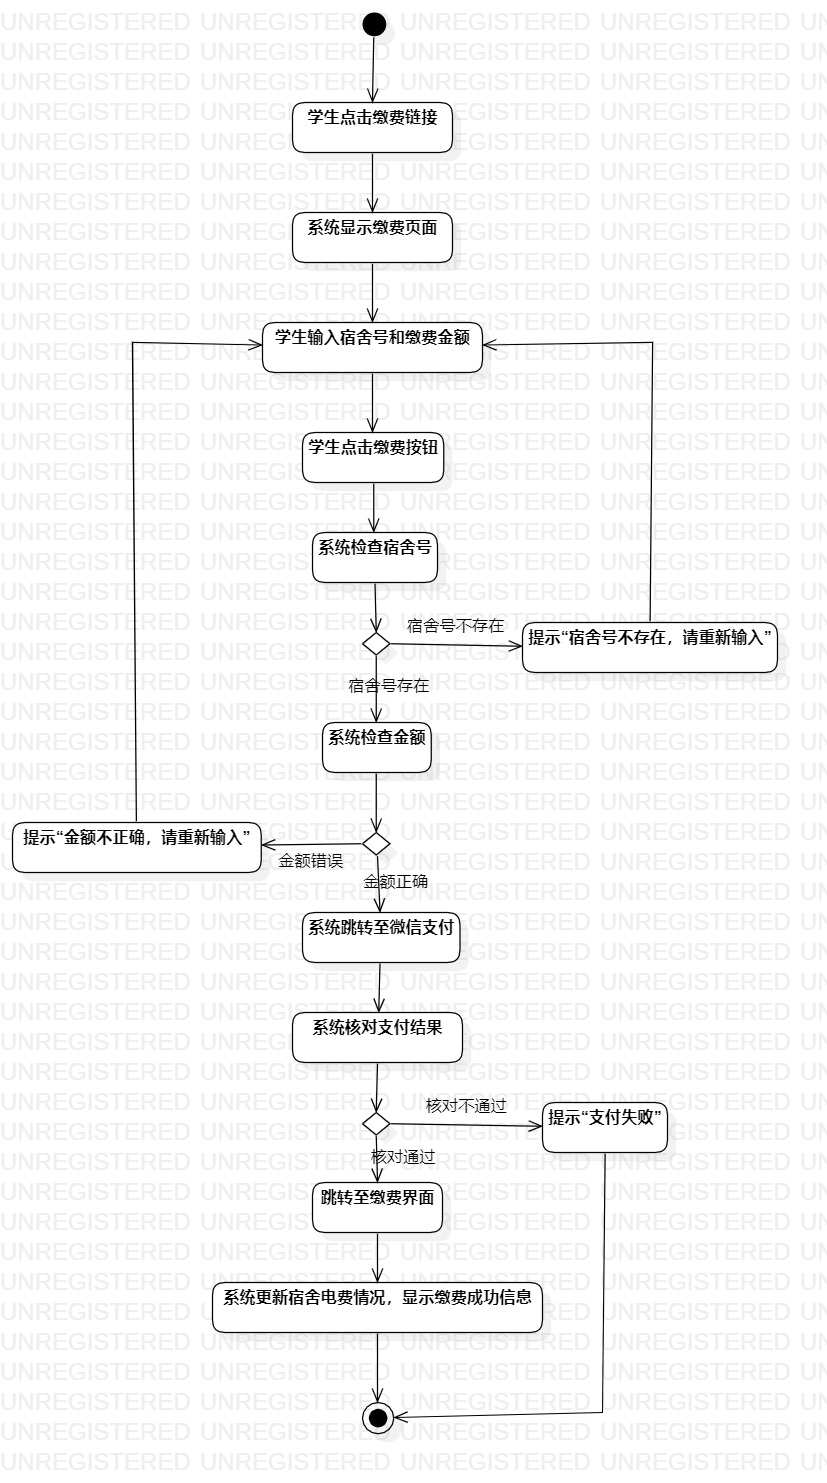 学生点击缴费链接
系统显示缴费页面
学生输入宿舍号和缴费金额
学生点击缴费按钮
系统检查宿舍号
宿舍号不存在
提示“宿舍号不存在，请重新输入”
宿舍号存在
系统检查金额
提示“金额不正确，请重新输入”
金额错误
金额正确
系统跳转至微信支付
系统核对支付结果
核对不通过
提示“支付失败”
核对通过
跳转至缴费界面
系统更新宿舍电费情况，显示缴费成功信息